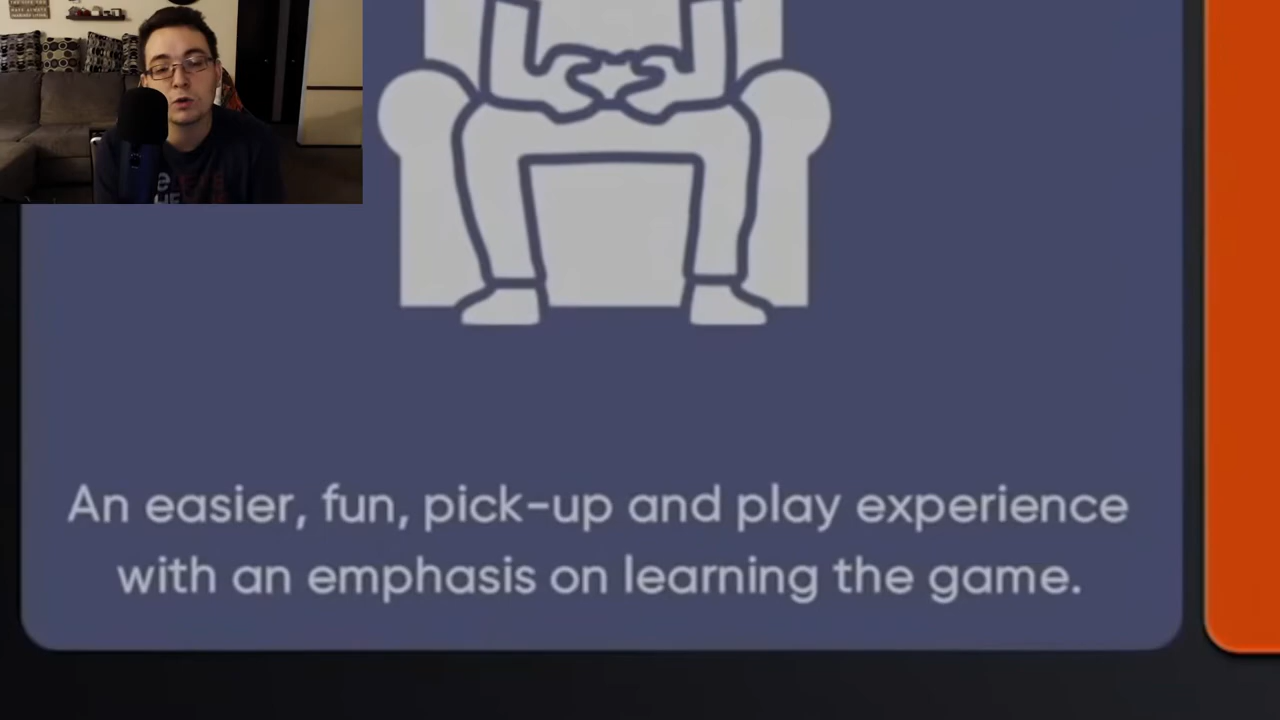 An easier, fun, pick-up and play experience
with an emphasis on learning the game.